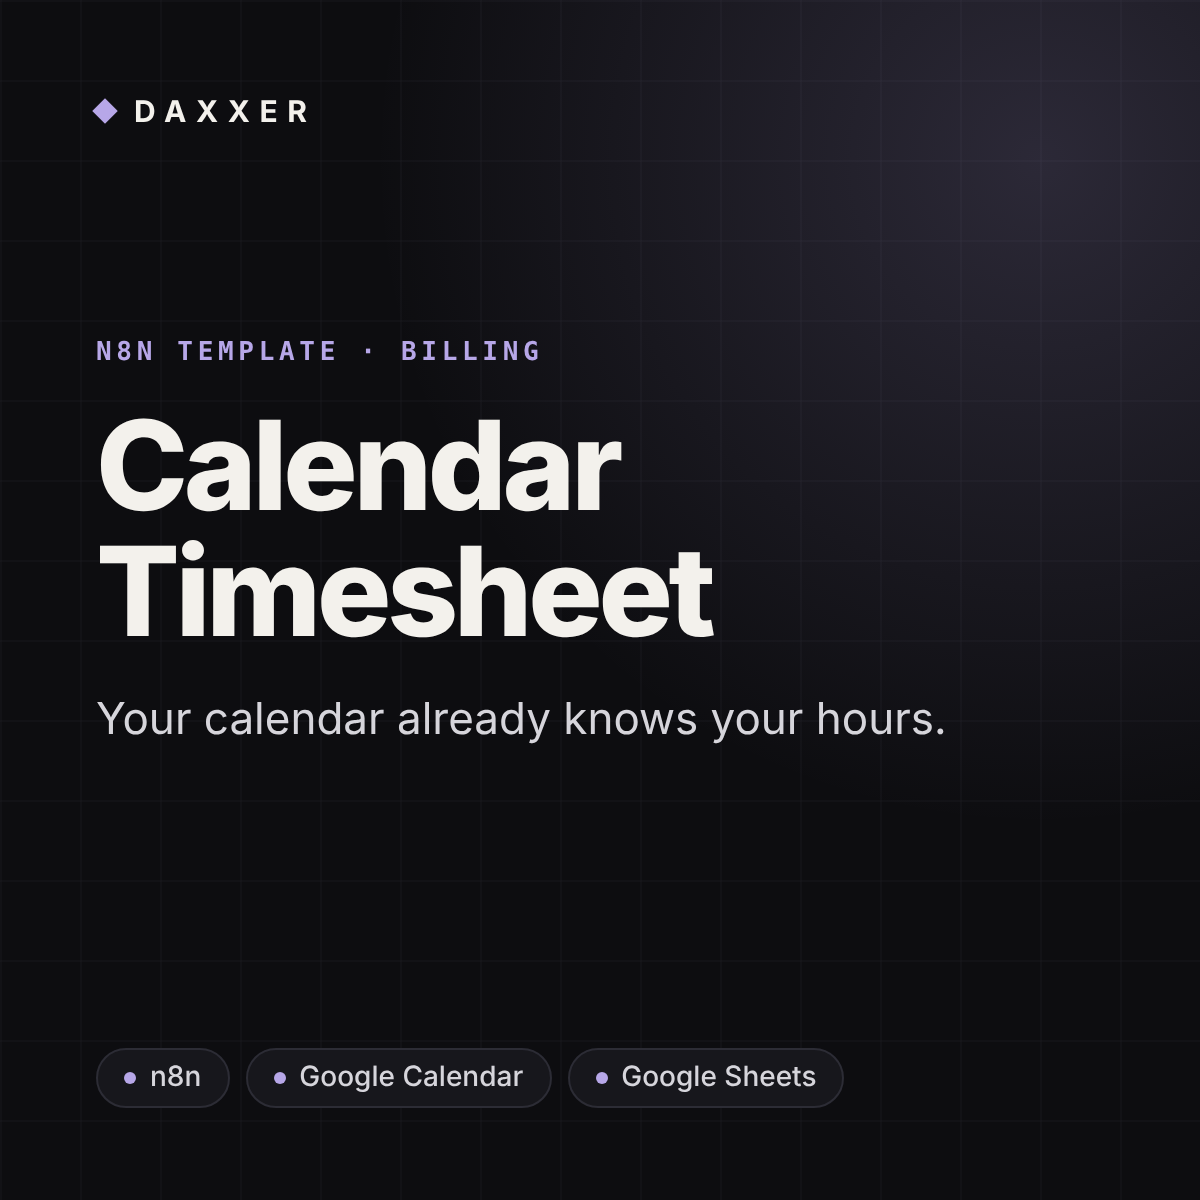 DAXXER
N8N TEMPLATE · BILLING
Calendar
Timesheet
Your calendar already knows your hours.
n8n
Google Calendar
Google Sheets